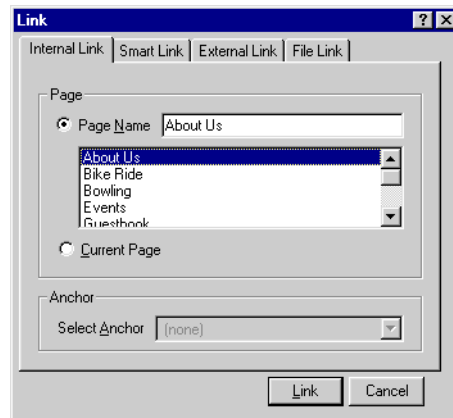 Link
Internal Link Smart Link External Link File Link
Page
Page Name About Us
About Us
Bike Ride
Bowling
Events
Guestbook
Current Page
Anchor
Select Anchor (none)
Link Cancel